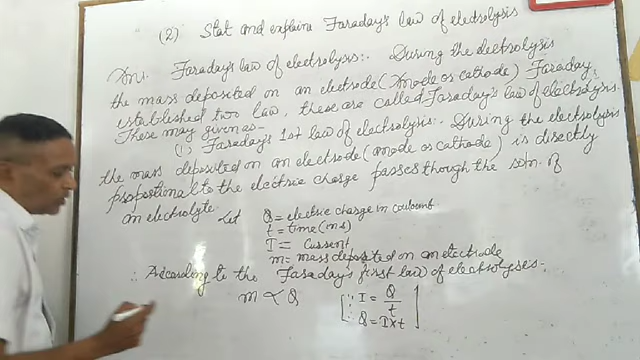 (2) Stat and explaine Faraday's law of electrolysis
Ans. Faraday's law of electrolysis:- During the electrolysis
the mass deposited on an electrode (Anode or cathode) Faraday,
established two law, these are called Faraday's law of electrolysis.
These may given as-
(i) Faraday's 1st law of electrolysis:- During the electrolysis
the mass deposited on an electrode (anode or cathode) is directly
proportional to the electric charge passes though the soln. of
an electrolyte.
Let Q = electric charge in coulomb.
t = time (in s)
I = Current
m = mass deposited on an electrode
∴ According to the Faraday's first law of electrolyses:-
m ∝ Q [∵ I = Q/t
∴ Q = I×t]